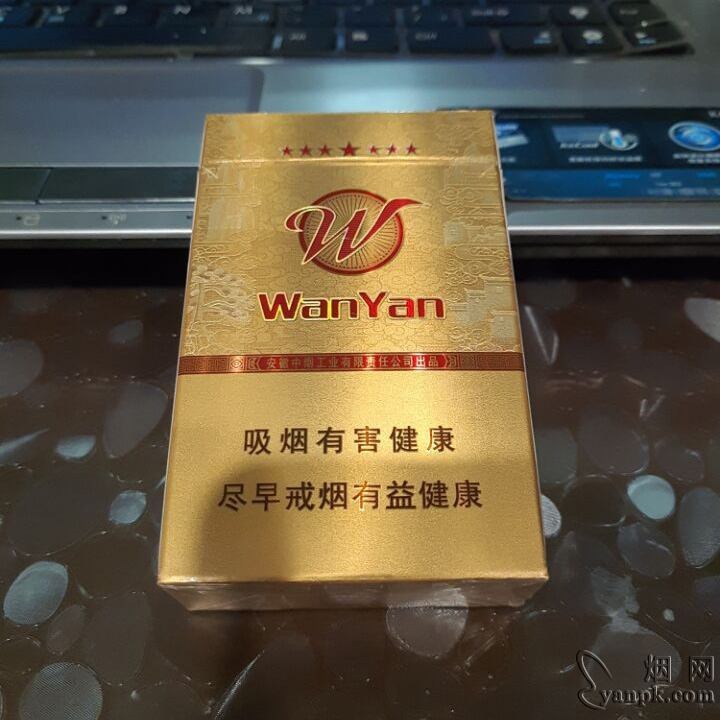 W
WanYan
安徽中烟工业有限责任公司出品
吸烟有害健康
尽早戒烟有益健康
烟网
yanpk.com